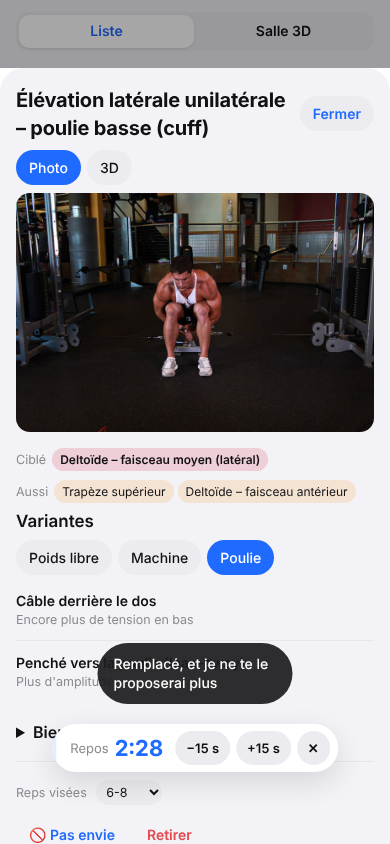 Liste
Salle 3D
Élévation latérale unilatérale
– poulie basse (cuff)
Fermer
Photo
3D
Ciblé
Deltoïde – faisceau moyen (latéral)
Aussi
Trapèze supérieur
Deltoïde – faisceau antérieur
Variantes
Poids libre
Machine
Poulie
Câble derrière le dos
Encore plus de tension en bas
Penché vers
Plus d'amplitu
Remplacé, et je ne te le
proposerai plus
Repos
2:28
−15 s
+15 s
×
Reps visées
6-8
🚫 Pas envie
Retirer